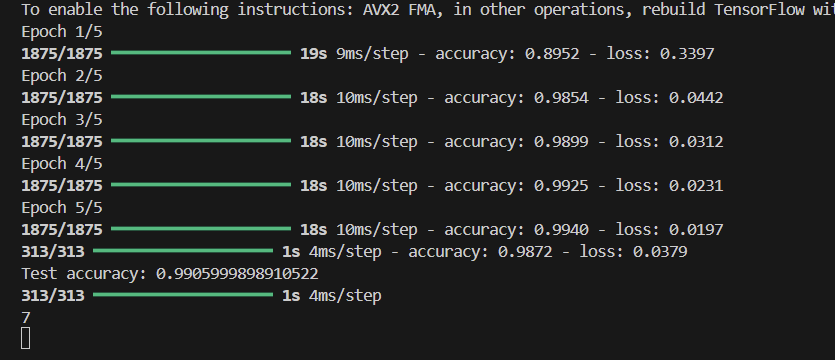 To enable the following instructions: AVX2 FMA, in other operations, rebuild TensorFlow wit
Epoch 1/5
1875/1875 19s 9ms/step - accuracy: 0.8952 - loss: 0.3397
Epoch 2/5
1875/1875 18s 10ms/step - accuracy: 0.9854 - loss: 0.0442
Epoch 3/5
1875/1875 18s 10ms/step - accuracy: 0.9899 - loss: 0.0312
Epoch 4/5
1875/1875 18s 10ms/step - accuracy: 0.9925 - loss: 0.0231
Epoch 5/5
1875/1875 18s 10ms/step - accuracy: 0.9940 - loss: 0.0197
313/313 1s 4ms/step - accuracy: 0.9872 - loss: 0.0379
Test accuracy: 0.9905999898910522
313/313 1s 4ms/step
7